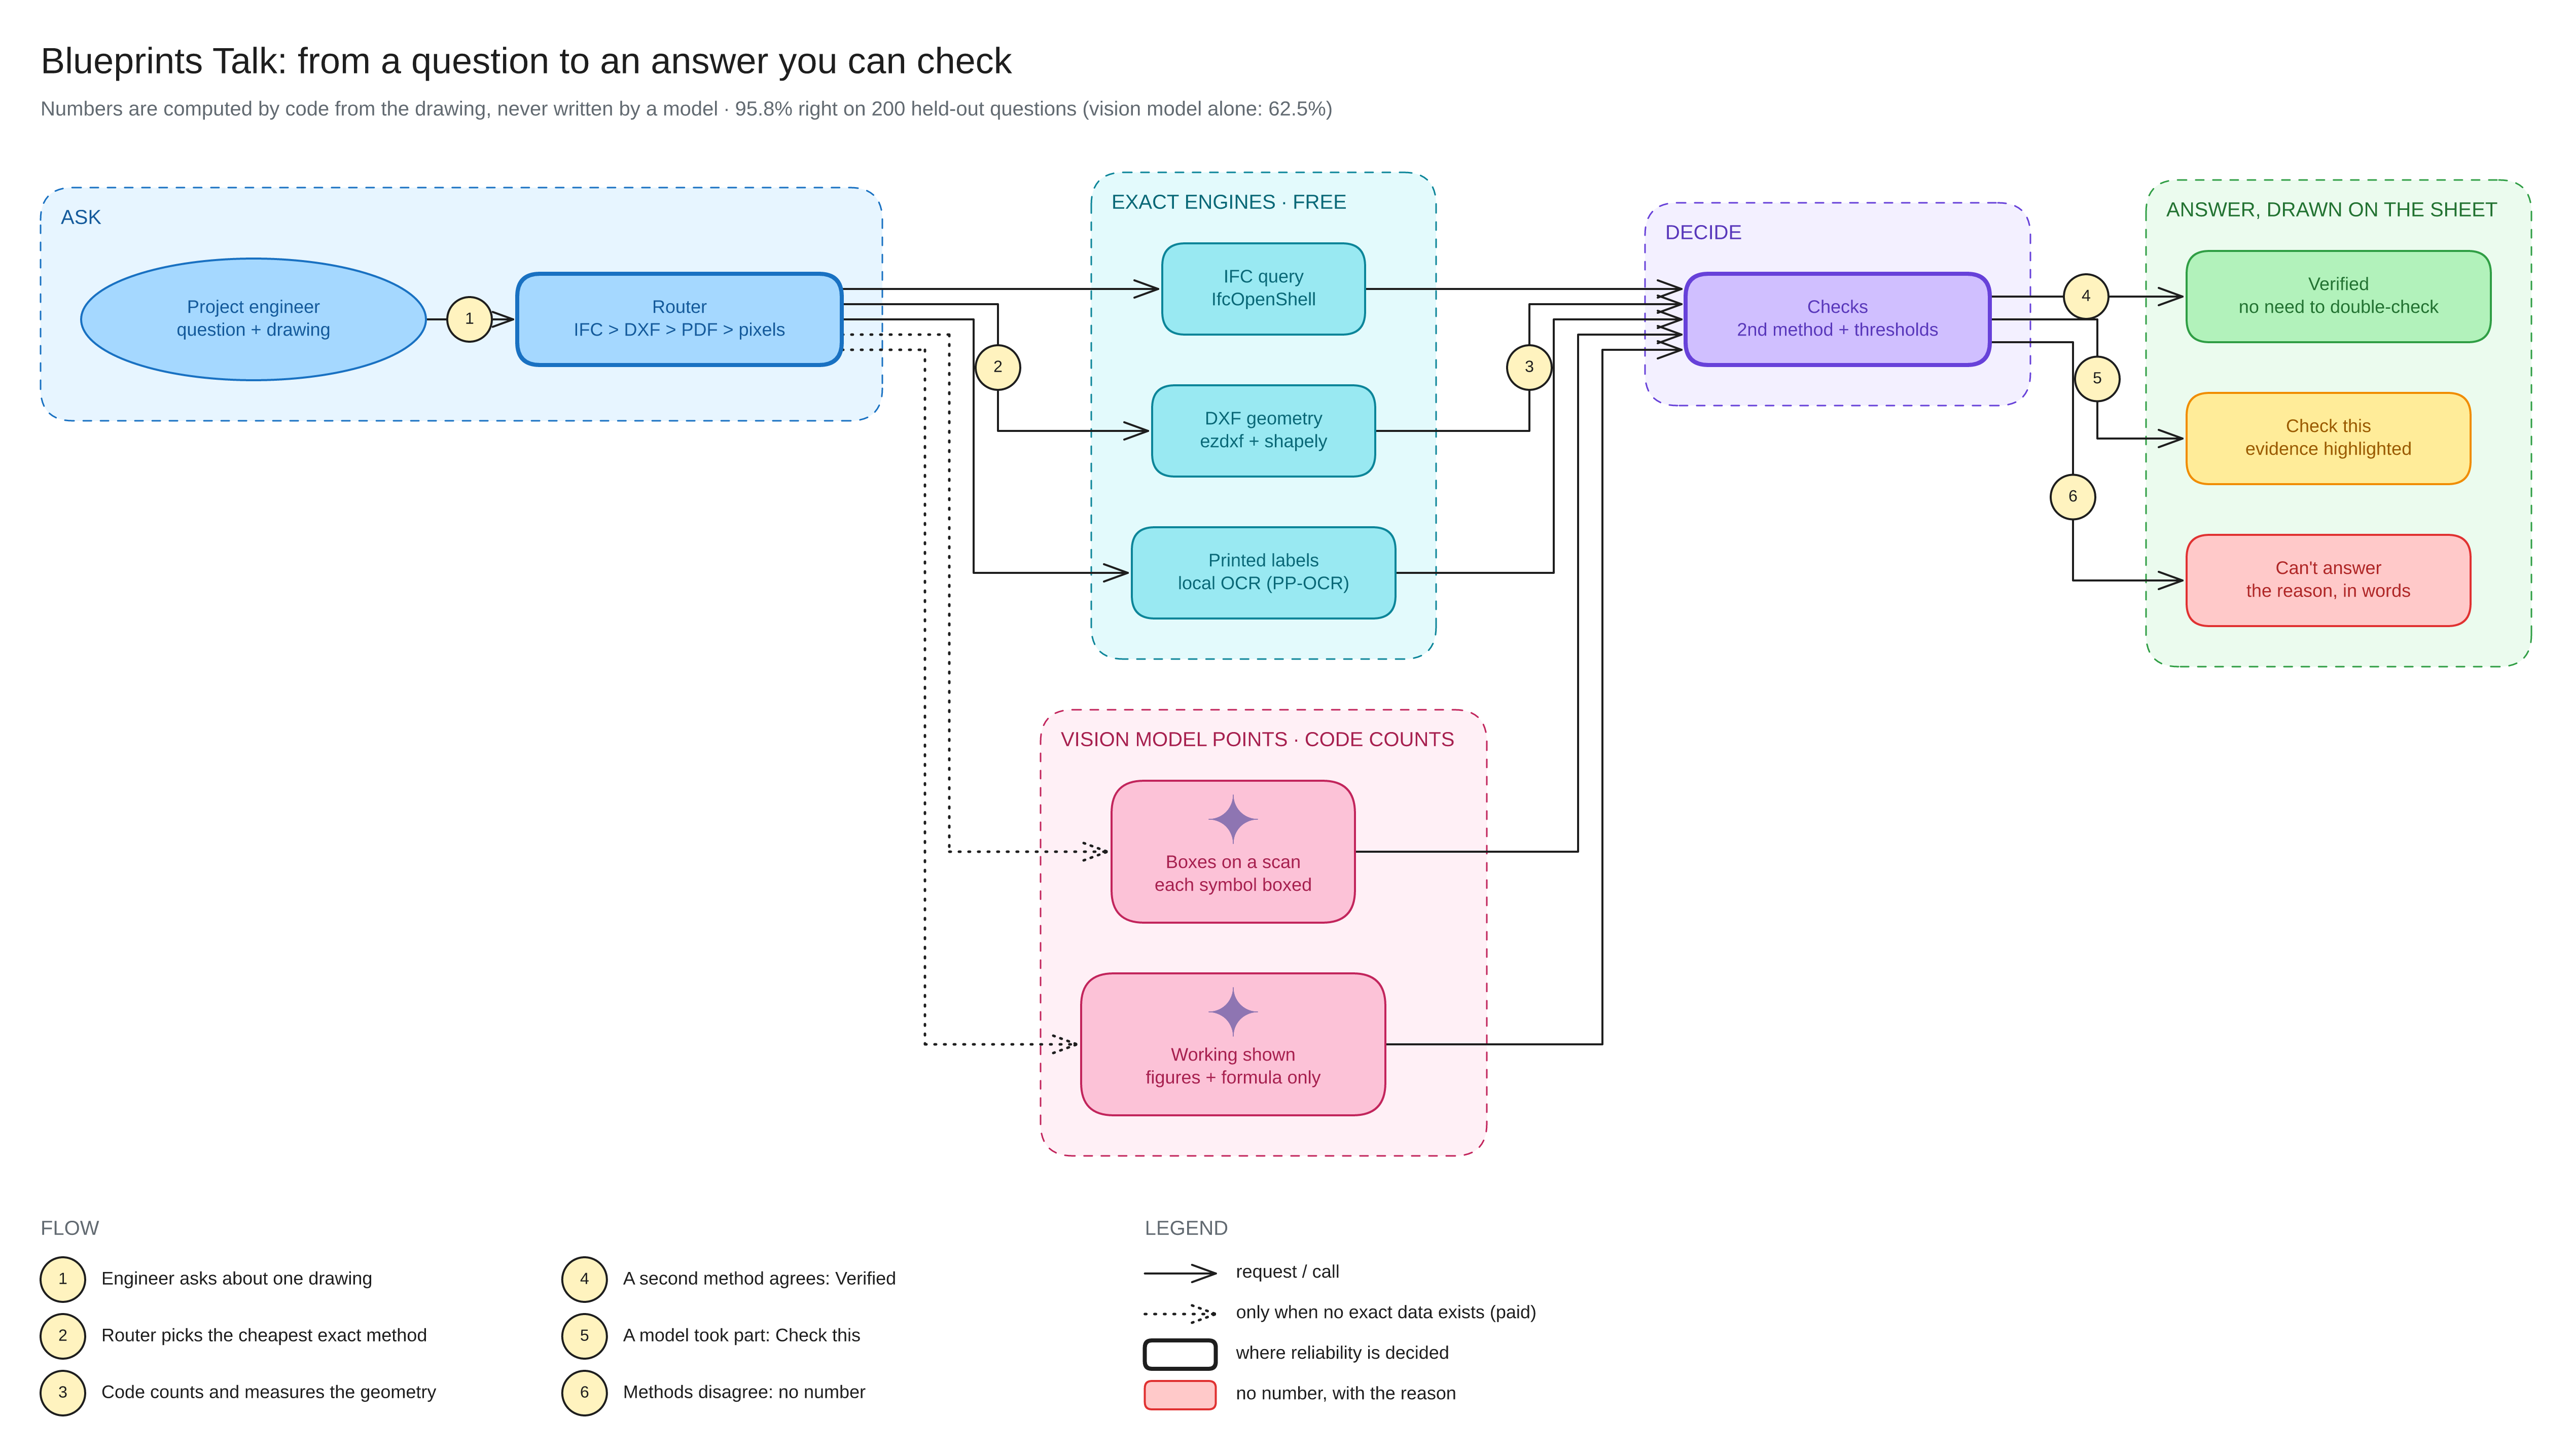 Blueprints Talk: from a question to an answer you can check
Numbers are computed by code from the drawing, never written by a model · 95.8% right on 200 held-out questions (vision model alone: 62.5%)
ASK
Project engineer
question + drawing
1
Router
IFC > DXF > PDF > pixels
2
EXACT ENGINES · FREE
IFC query
IfcOpenShell
DXF geometry
ezdxf + shapely
Printed labels
local OCR (PP-OCR)
VISION MODEL POINTS · CODE COUNTS
Boxes on a scan
each symbol boxed
Working shown
figures + formula only
3
DECIDE
Checks
2nd method + thresholds
4
5
6
ANSWER, DRAWN ON THE SHEET
Verified
no need to double-check
Check this
evidence highlighted
Can't answer
the reason, in words
FLOW
1 Engineer asks about one drawing
2 Router picks the cheapest exact method
3 Code counts and measures the geometry
4 A second method agrees: Verified
5 A model took part: Check this
6 Methods disagree: no number
LEGEND
request / call
only when no exact data exists (paid)
where reliability is decided
no number, with the reason